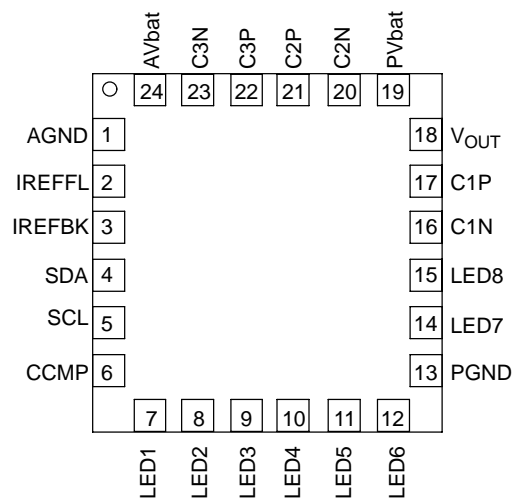 AVbat C3N C3P C2P C2N PVbat
24 23 22 21 20 19
AGND 1 18 VOUT
IREFFL 2 17 C1P
IREFBK 3 16 C1N
SDA 4 15 LED8
SCL 5 14 LED7
CCMP 6 13 PGND
7 8 9 10 11 12
LED1 LED2 LED3 LED4 LED5 LED6